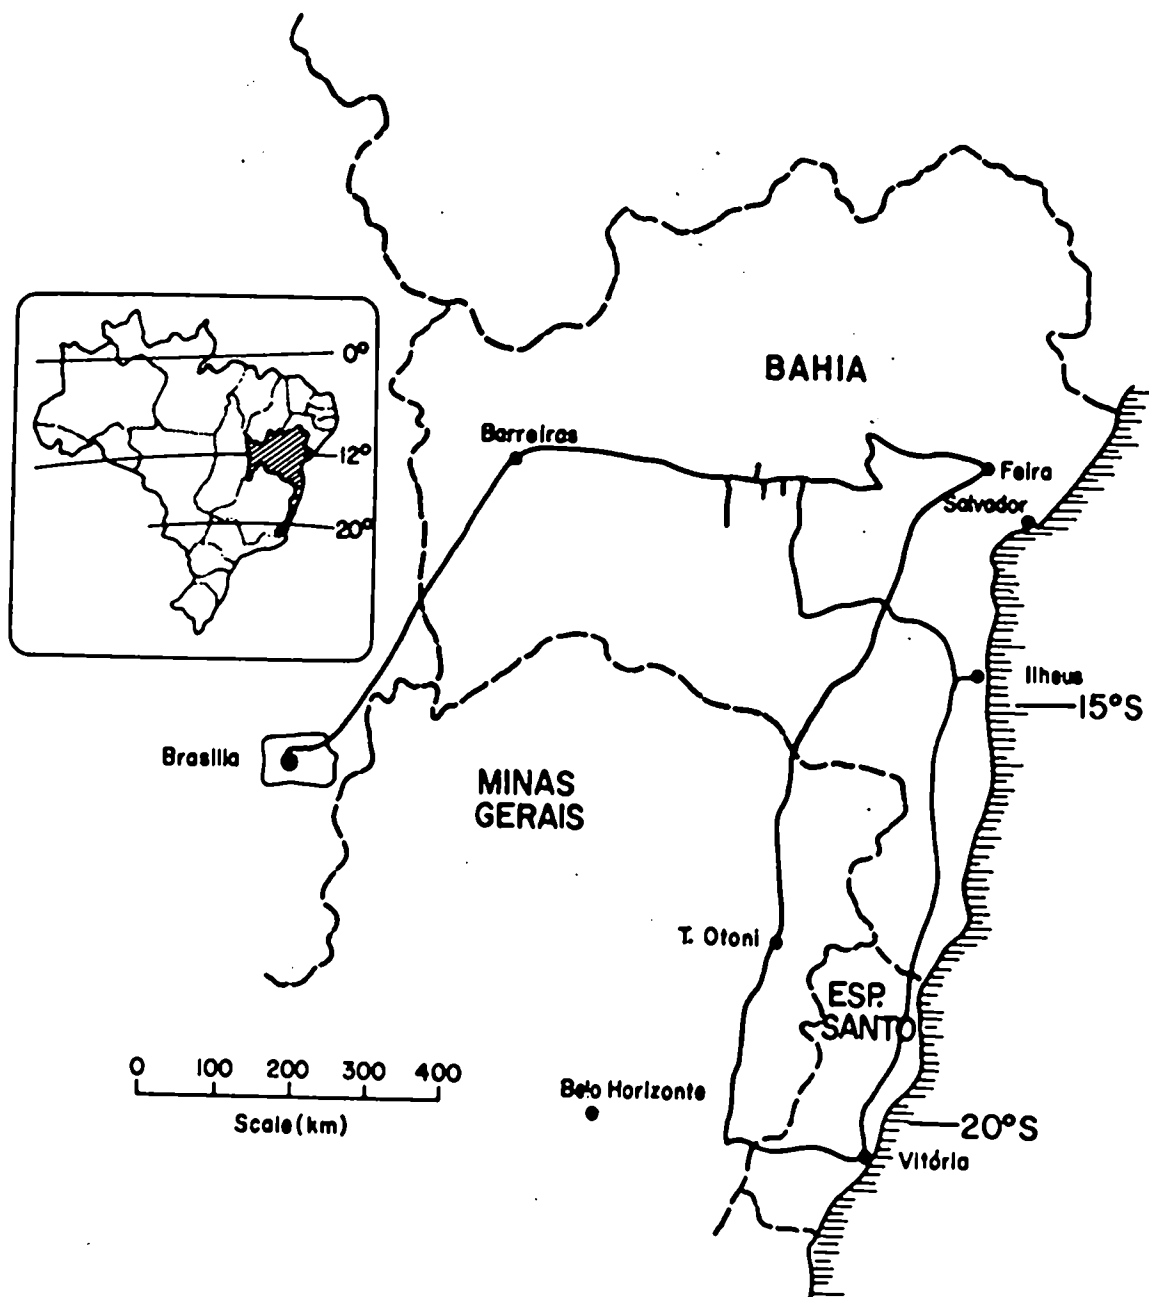 0°
BAHIA
Barreiras
12°
Feira
Salvador
20°
Ilheus
15°S
Brasilia
MINAS
GERAIS
T. Otoni
ESP.
SANTO
0 100 200 300 400
Scale (km)
Belo Horizonte
20°S
Vitória